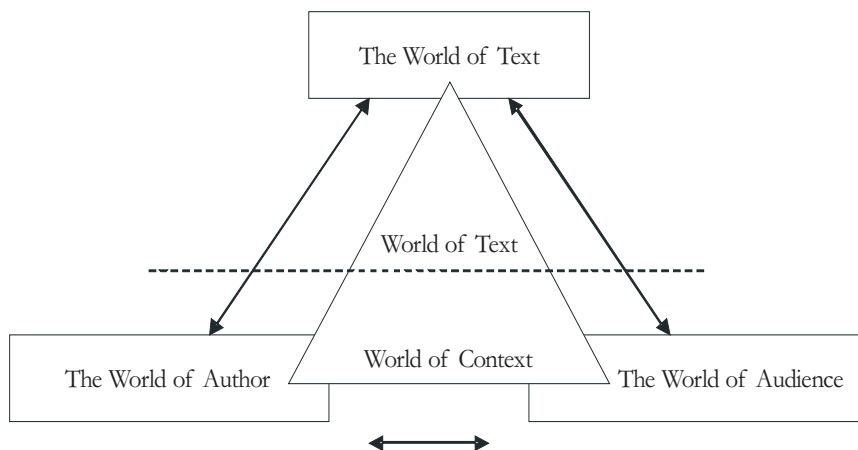 The World of Text
World of Text
World of Context
The World of Author
The World of Audience